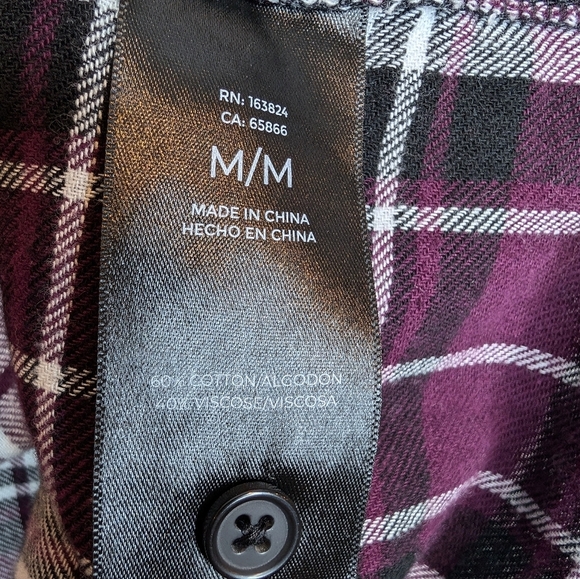 RN: 163824
CA: 65866
M/M
MADE IN CHINA
HECHO EN CHINA
60% COTTON/ALGODON
40% VISCOSE/VISCOSA